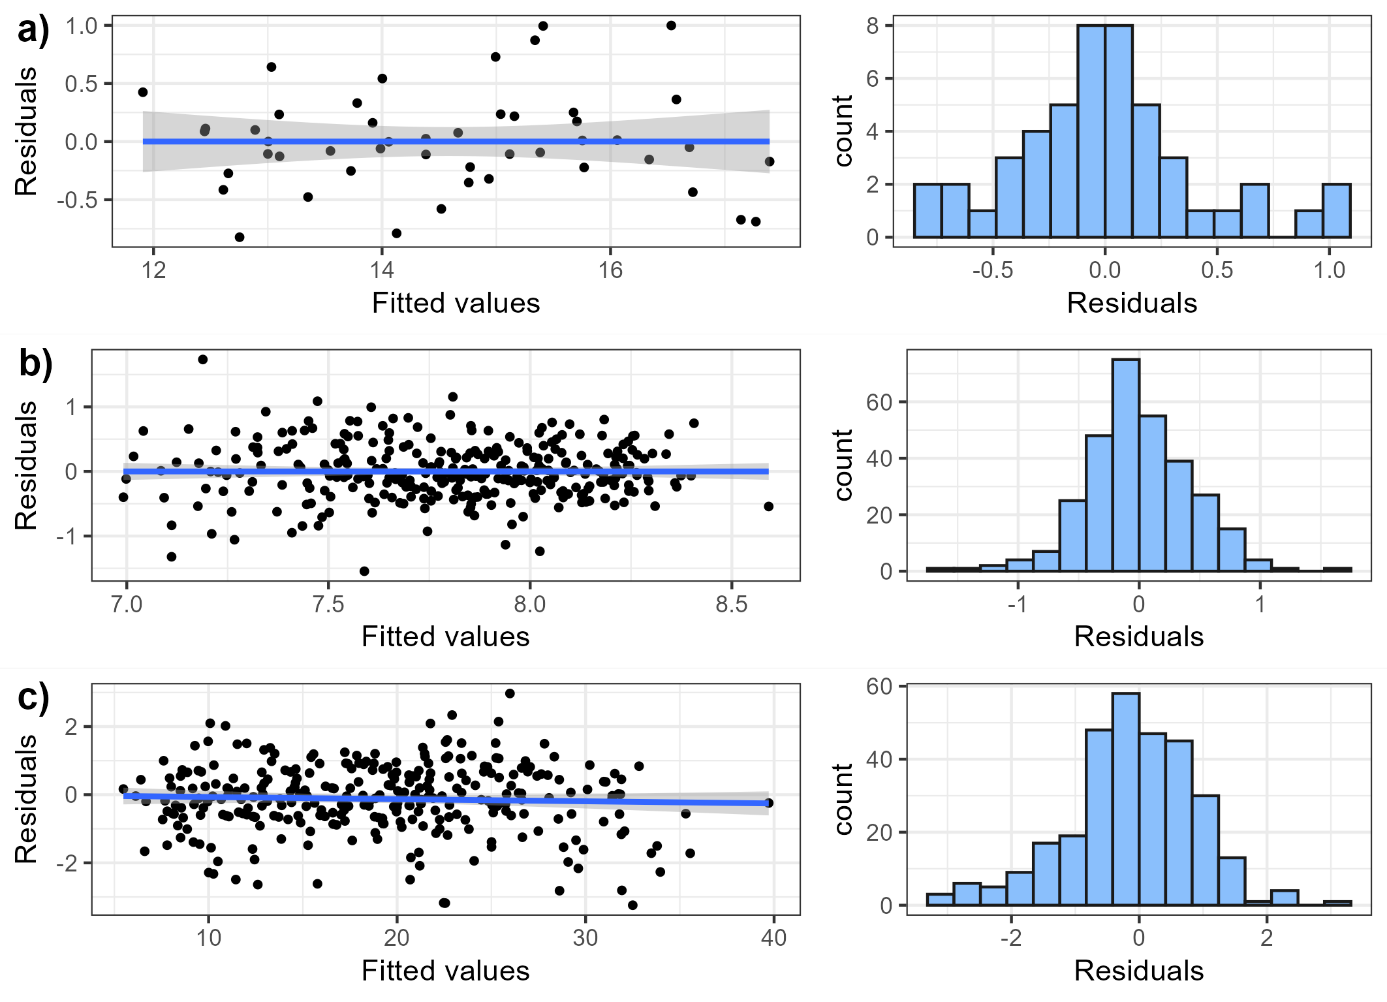 a)
Residuals
1.0
0.5
0.0
-0.5
12
14
16
Fitted values
count
8
6
4
2
0
-0.5
0.0
0.5
1.0
Residuals
b)
Residuals
1
0
-1
7.0
7.5
8.0
8.5
Fitted values
count
60
40
20
0
-1
0
1
Residuals
c)
Residuals
2
0
-2
10
20
30
40
Fitted values
count
60
40
20
0
-2
0
2
Residuals